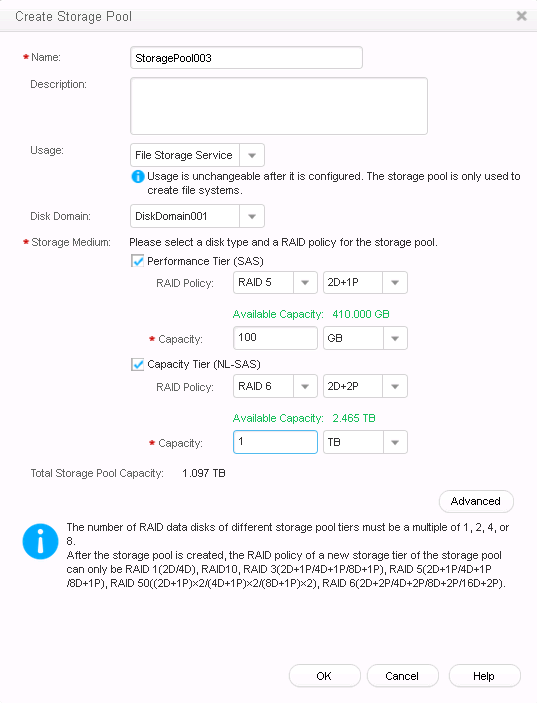 Create Storage Pool
* Name: StoragePool003
Description:
Usage: File Storage Service
Usage is unchangeable after it is configured. The storage pool is only used to
create file systems.
Disk Domain: DiskDomain001
* Storage Medium: Please select a disk type and a RAID policy for the storage pool.
Performance Tier (SAS)
RAID Policy: RAID 5 2D+1P
Available Capacity: 410.000 GB
* Capacity: 100 GB
Capacity Tier (NL-SAS)
RAID Policy: RAID 6 2D+2P
Available Capacity: 2.465 TB
* Capacity: 1 TB
Total Storage Pool Capacity: 1.097 TB
Advanced
The number of RAID data disks of different storage pool tiers must be a multiple of 1, 2, 4, or
8.
After the storage pool is created, the RAID policy of a new storage tier of the storage pool
can only be RAID 1(2D/4D), RAID10, RAID 3(2D+1P/4D+1P/8D+1P), RAID 5(2D+1P/4D+1P
/8D+1P), RAID 50((2D+1P)×2/(4D+1P)×2/(8D+1P)×2), RAID 6(2D+2P/4D+2P/8D+2P/16D+2P).
OK Cancel Help